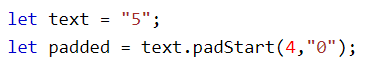 let text = "5";
let padded = text.padStart(4,"0");